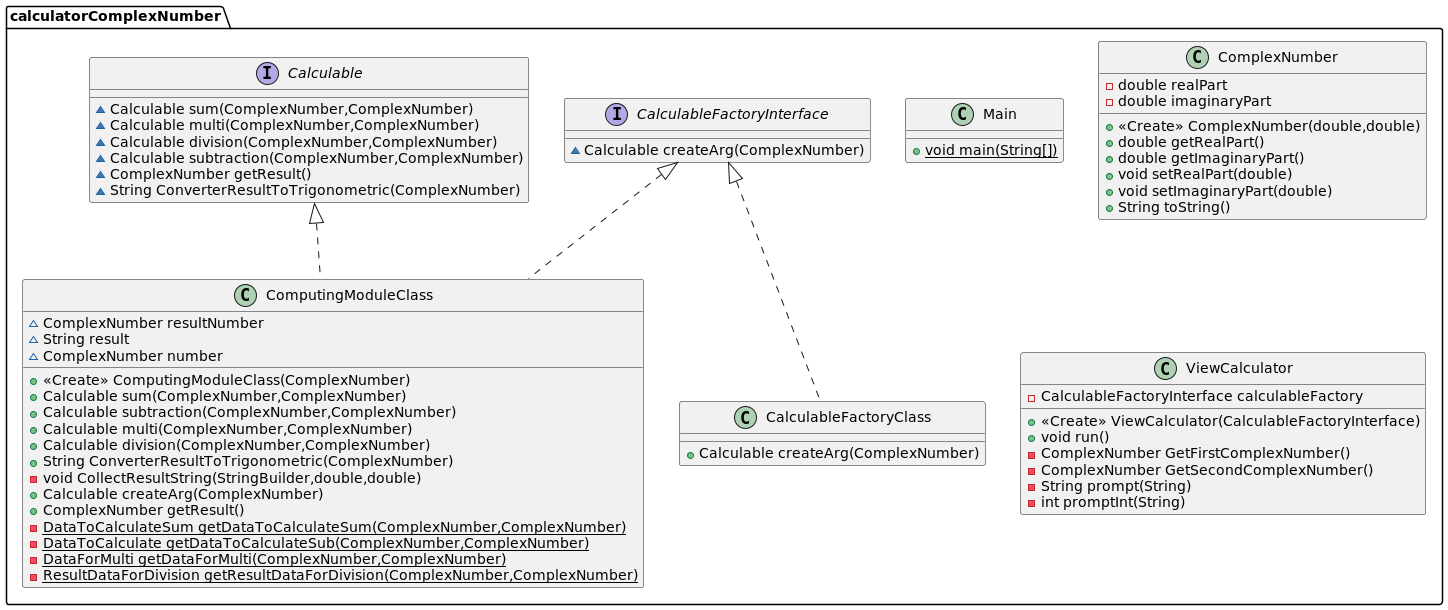 calculatorComplexNumber
I Calculable
Calculable sum(ComplexNumber,ComplexNumber)
Calculable multi(ComplexNumber,ComplexNumber)
Calculable division(ComplexNumber,ComplexNumber)
Calculable subtraction(ComplexNumber,ComplexNumber)
ComplexNumber getResult()
String ConverterResultToTrigonometric(ComplexNumber)
I CalculableFactoryInterface
Calculable createArg(ComplexNumber)
C Main
void main(String[])
C ComplexNumber
double realPart
double imaginaryPart
«Create» ComplexNumber(double,double)
double getRealPart()
double getImaginaryPart()
void setRealPart(double)
void setImaginaryPart(double)
String toString()
C ComputingModuleClass
ComplexNumber resultNumber
String result
ComplexNumber number
«Create» ComputingModuleClass(ComplexNumber)
Calculable sum(ComplexNumber,ComplexNumber)
Calculable subtraction(ComplexNumber,ComplexNumber)
Calculable multi(ComplexNumber,ComplexNumber)
Calculable division(ComplexNumber,ComplexNumber)
String ConverterResultToTrigonometric(ComplexNumber)
void CollectResultString(StringBuilder,double,double)
Calculable createArg(ComplexNumber)
ComplexNumber getResult()
DataToCalculateSum getDataToCalculateSum(ComplexNumber,ComplexNumber)
DataToCalculate getDataToCalculateSub(ComplexNumber,ComplexNumber)
DataForMulti getDataForMulti(ComplexNumber,ComplexNumber)
ResultDataForDivision getResultDataForDivision(ComplexNumber,ComplexNumber)
C CalculableFactoryClass
Calculable createArg(ComplexNumber)
C ViewCalculator
CalculableFactoryInterface calculableFactory
«Create» ViewCalculator(CalculableFactoryInterface)
void run()
ComplexNumber GetFirstComplexNumber()
ComplexNumber GetSecondComplexNumber()
String prompt(String)
int promptInt(String)